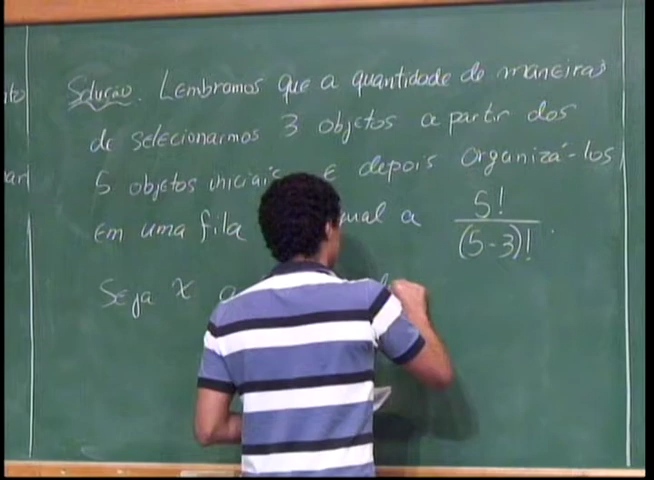 Solução. Lembramos que a quantidade de maneiras
de selecionarmos 3 objetos a partir dos
5 objetos iniciais e depois organizá-los
em uma fila a 5!/(5-3)!.
Seja x